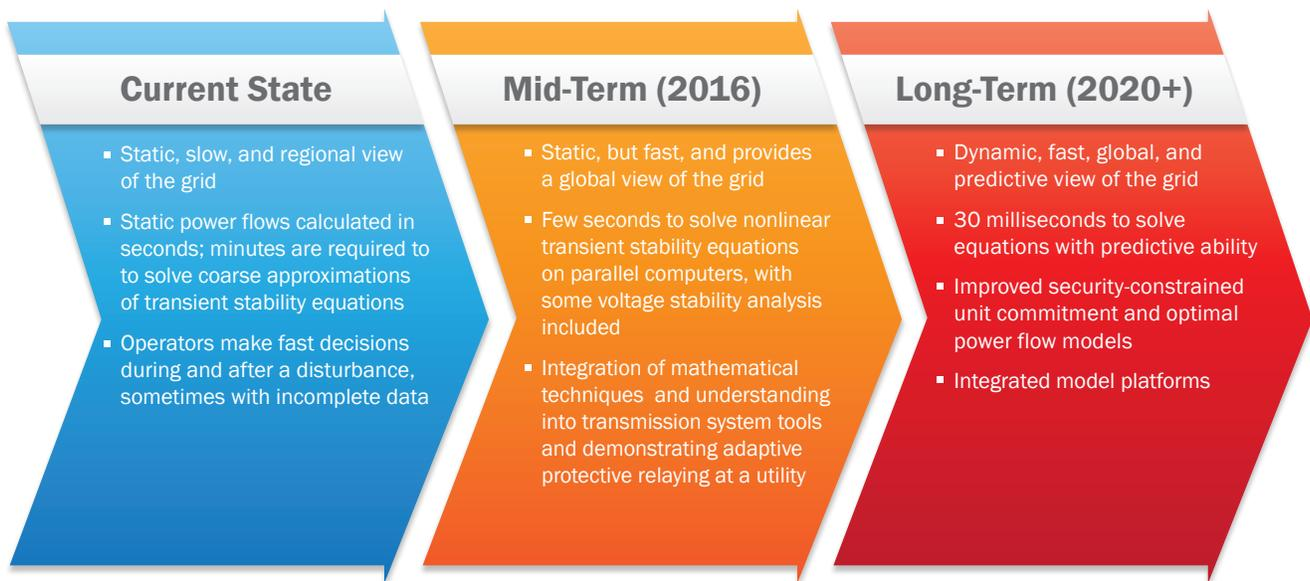 Current State
Static, slow, and regional view
of the grid
Static power flows calculated in
seconds; minutes are required to
to solve coarse approximations
of transient stability equations
Operators make fast decisions
during and after a disturbance,
sometimes with incomplete data
Mid-Term (2016)
Static, but fast, and provides
a global view of the grid
Few seconds to solve nonlinear
transient stability equations
on parallel computers, with
some voltage stability analysis
included
Integration of mathematical
techniques  and understanding
into transmission system tools
and demonstrating adaptive
protective relaying at a utility
Long-Term (2020+)
Dynamic, fast, global, and
predictive view of the grid
30 milliseconds to solve
equations with predictive ability
Improved security-constrained
unit commitment and optimal
power flow models
Integrated model platforms